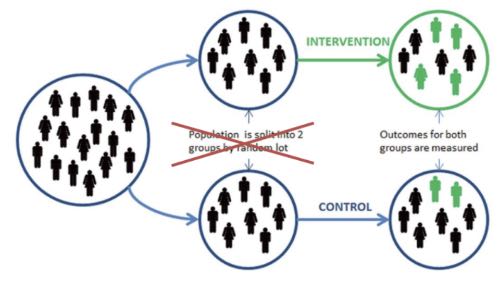 INTERVENTION
Population is split into 2
groups by random lot
Outcomes for both
groups are measured
CONTROL